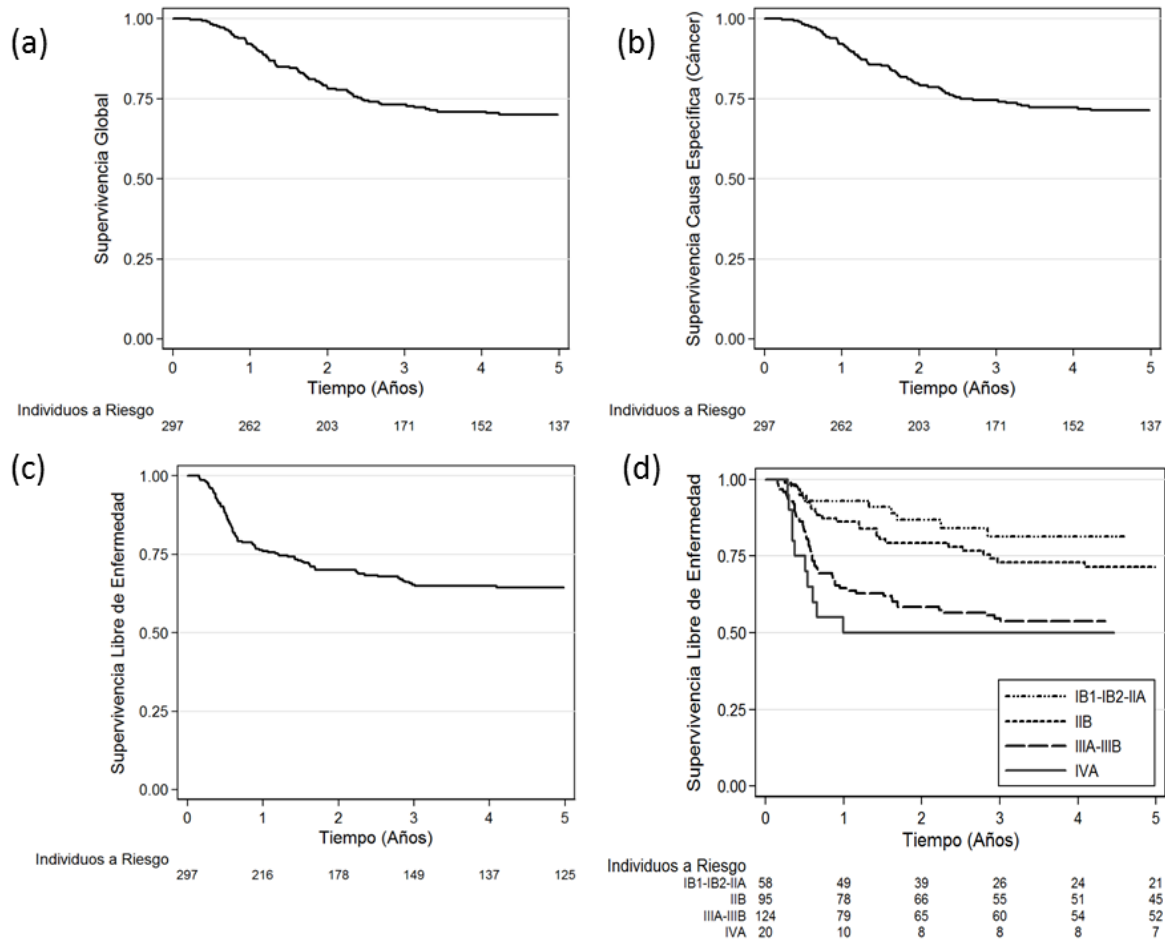 (a)
Supervivencia Global
1.00
0.75
0.50
0.25
0.00
0 1 2 3 4 5
Tiempo (Años)
Individuos a Riesgo
297 262 203 171 152 137
(b)
Supervivencia Causa Específica (Cáncer)
1.00
0.75
0.50
0.25
0.00
0 1 2 3 4 5
Tiempo (Años)
Individuos a Riesgo
297 262 203 171 152 137
(c)
Supervivencia Libre de Enfermedad
1.00
0.75
0.50
0.25
0.00
0 1 2 3 4 5
Tiempo (Años)
Individuos a Riesgo
297 216 178 149 137 125
(d)
Supervivencia Libre de Enfermedad
1.00
0.75
0.50
0.25
0.00
IB1-IB2-IIA
IIB
IIIA-IIIB
IVA
0 1 2 3 4 5
Tiempo (Años)
Individuos a Riesgo
IB1-IB2-IIA 58 49 39 26 24 21
IIB 95 78 66 55 51 45
IIIA-IIIB 124 79 65 60 54 52
IVA 20 10 8 8 8 7